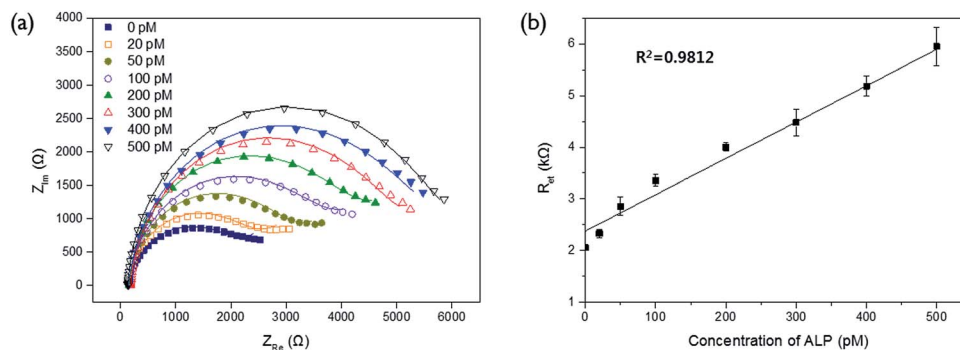 (a)
4000
3500
3000
2500
2000
1500
1000
500
0
Z_Im (Ω)
0 pM
20 pM
50 pM
100 pM
200 pM
300 pM
400 pM
500 pM
0 1000 2000 3000 4000 5000 6000
Z_Re (Ω)
(b)
R²=0.9812
6
5
4
3
2
1
R_et (kΩ)
0 100 200 300 400 500
Concentration of ALP (pM)